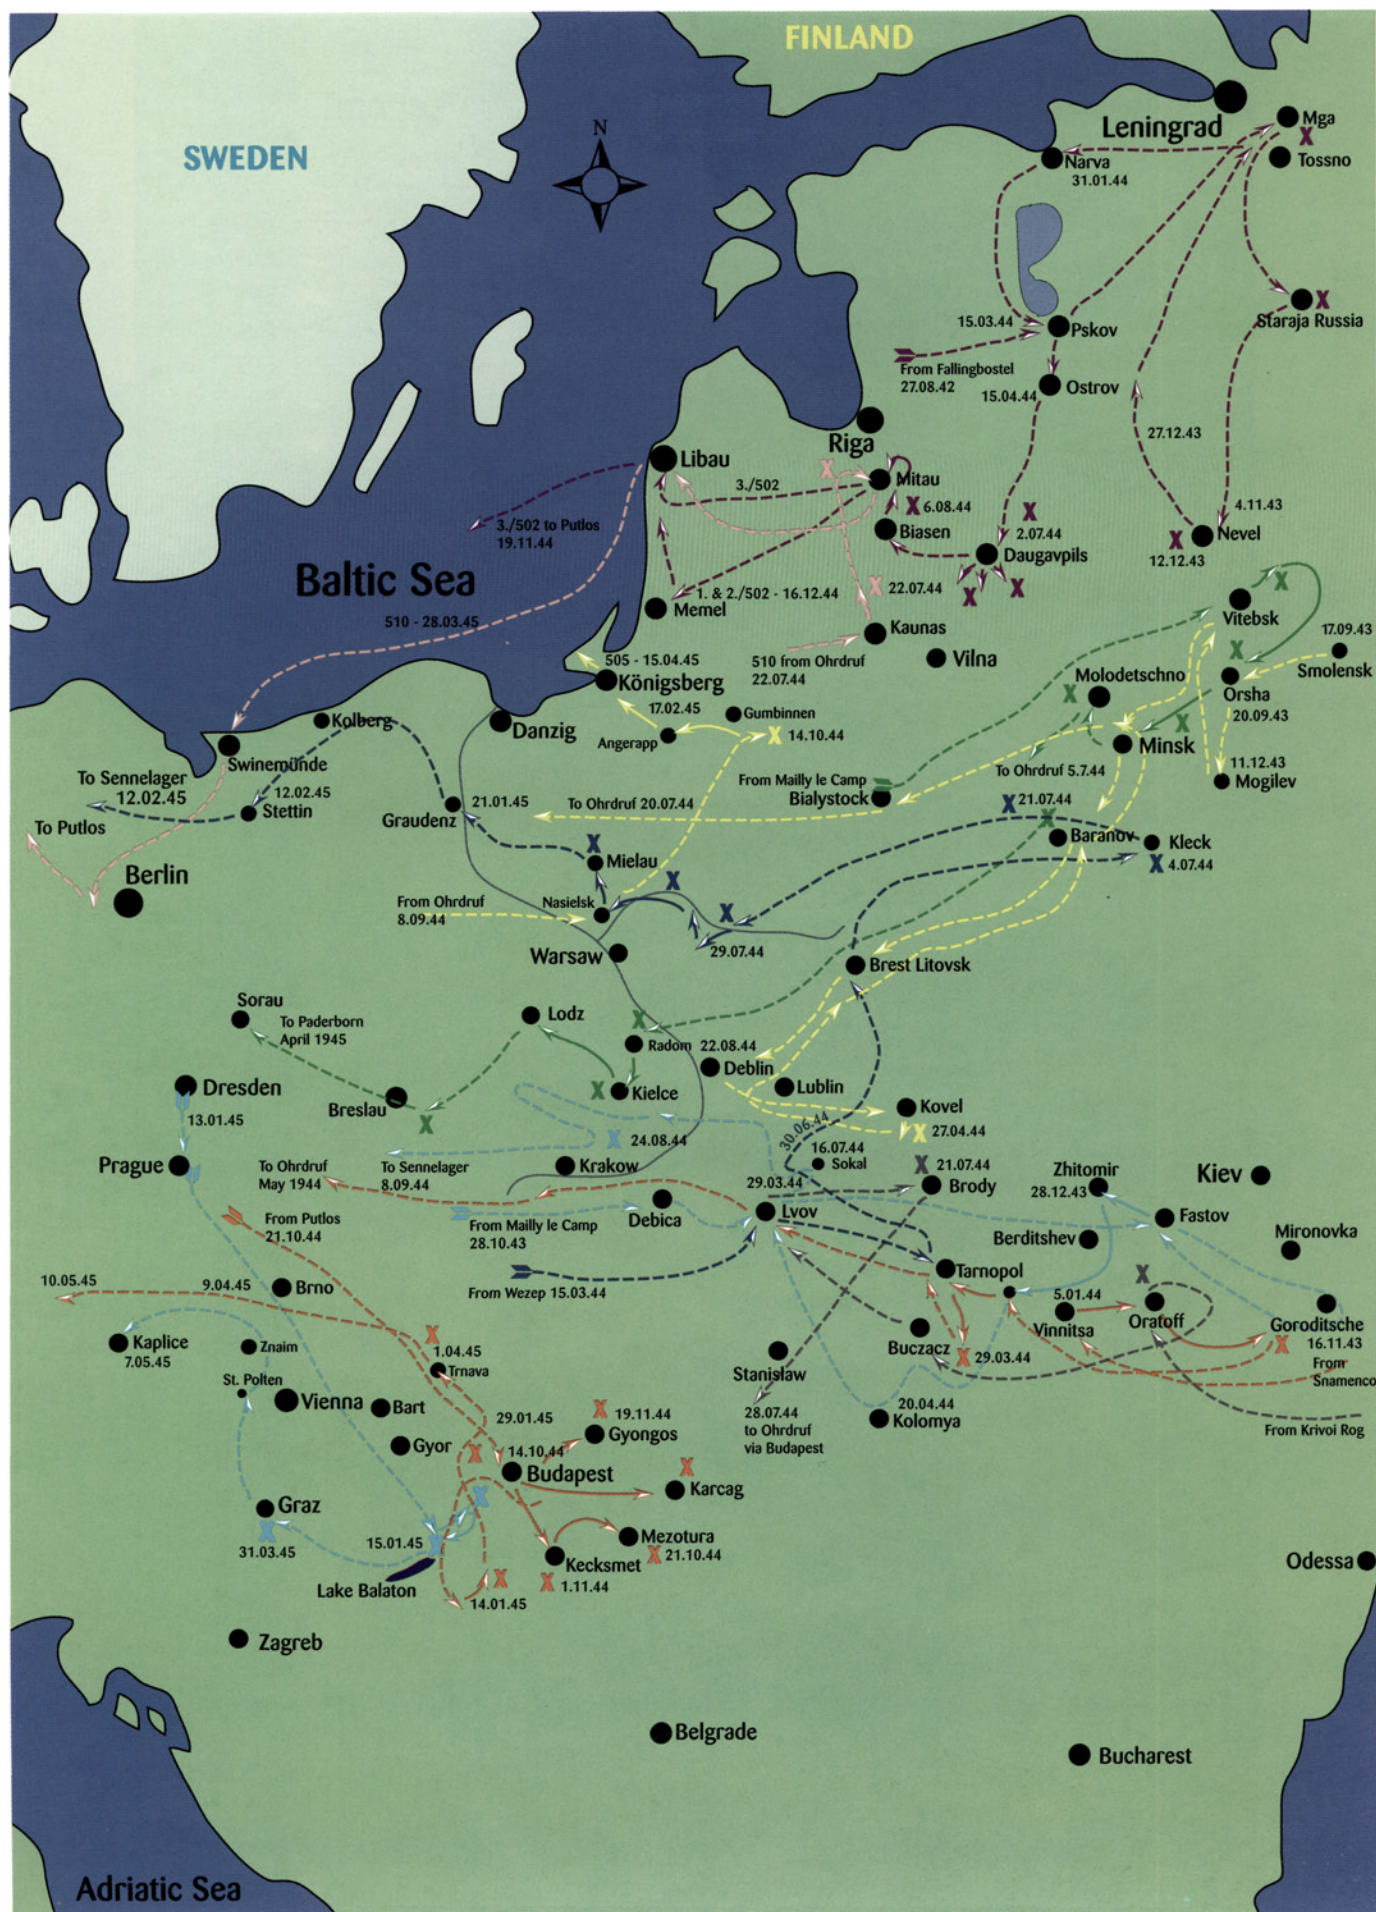 FINLAND
SWEDEN
N
Leningrad
Mga
X
Tossno
Narva
31.01.44
X
Staraja Russia
15.03.44
Pskov
From Fallingbostel
27.08.42
15.04.44
Ostrov
27.12.43
Riga
Libau
X
Mitau
3./502
X
6.08.44
X
2.07.44
4.11.43
3./502 to Putlos
19.11.44
Biasen
Daugavpils
X
Nevel
12.12.43
Baltic Sea
X
22.07.44
X
X
X
1. & 2./502 - 16.12.44
Memel
Vitebsk
510 - 28.03.45
Kaunas
17.09.43
505 - 15.04.45
510 from Ohrdruf
22.07.44
Vilna
X
Smolensk
Königsberg
Molodetschno
X
Orsha
20.09.43
17.02.45
Gumbinnen
Kolberg
Danzig
Angerapp
X
14.10.44
X
Minsk
Swinemünde
To Ohrdruf 5.7.44
11.12.43
Mogilev
To Sennelager
12.02.45
12.02.45
From Mailly le Camp
Bialystock
Stettin
21.01.45
To Ohrdruf 20.07.44
X
21.07.44
X
Graudenz
To Putlos
X
Baranov
Kleck
Mielau
X
4.07.44
Berlin
X
From Ohrdruf
8.09.44
Nasielsk
X
29.07.44
Warsaw
Brest Litovsk
Sorau
To Paderborn
April 1945
Lodz
X
Radom
22.08.44
Deblin
Dresden
Lublin
X
Kielce
Breslau
13.01.45
Kovel
X
X
24.08.44
X
27.04.44
30.06.44
16.07.44
Prague
To Ohrdruf
May 1944
To Sennelager
8.09.44
Krakow
Sokal
X
21.07.44
Zhitomir
28.12.43
Kiev
29.03.44
Brody
From Putlos
21.10.44
From Mailly le Camp
28.10.43
Debica
Lvov
Fastov
Berditshev
Mironovka
10.05.45
9.04.45
Brno
From Wezep 15.03.44
Tarnopol
X
5.01.44
Vinnitsa
Oratoff
Goroditsche
16.11.43
X
Kaplice
7.05.45
Znaim
X
1.04.45
Trnava
Buczacz
X
29.03.44
Stanislaw
From
Snamenco
St. Polten
Vienna
Bart
29.01.45
X
19.11.44
Gyongos
28.07.44
to Ohrdruf
via Budapest
20.04.44
Kolomya
From Krivoi Rog
Gyor
X
14.10.44
Budapest
X
Karcag
X
Graz
X
31.03.45
15.01.45
X
Mezotura
X
21.10.44
Kecksmet
X
1.11.44
Lake Balaton
X
14.01.45
Odessa
Zagreb
Belgrade
Bucharest
Adriatic Sea